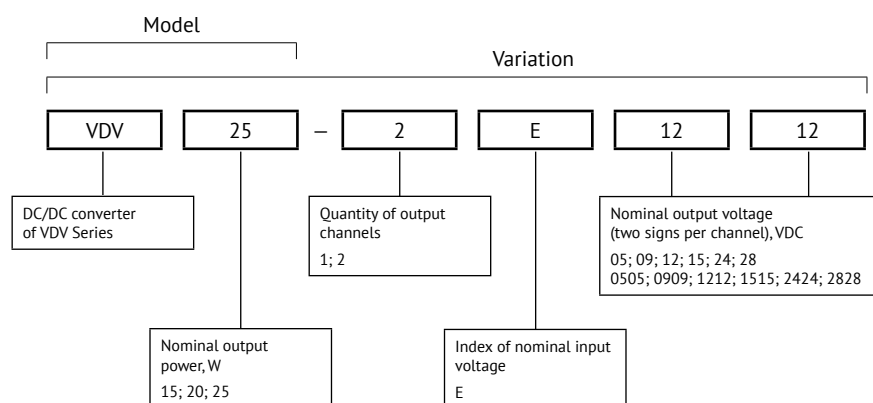 Model
Variation
VDV 25 – 2 E 12 12
DC/DC converter
of VDV Series
Quantity of output
channels
1; 2
Nominal output voltage
(two signs per channel), VDC
05; 09; 12; 15; 24; 28
0505; 0909; 1212; 1515; 2424; 2828
Nominal output
power, W
15; 20; 25
Index of nominal input
voltage
E